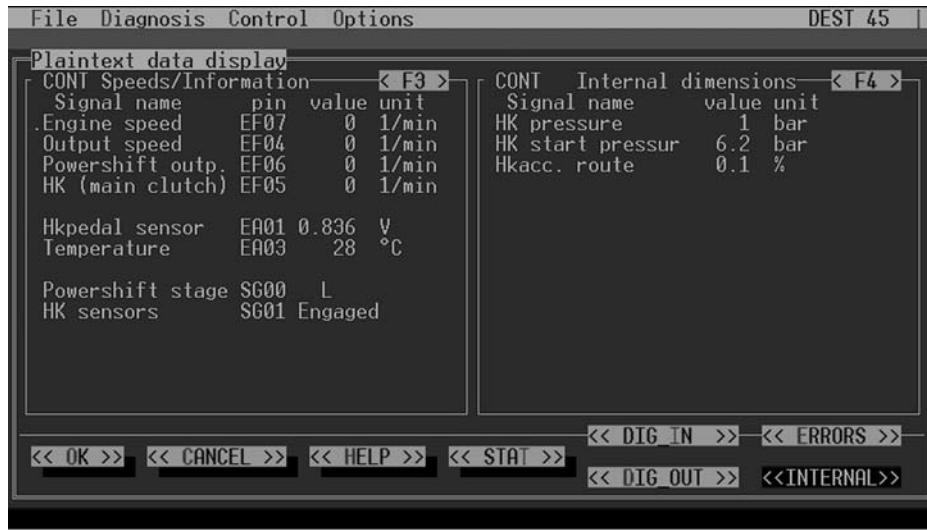 File Diagnosis Control Options DEST 45
Plaintext data display
CONT Speeds/Information < F3 >
Signal name pin value unit
.Engine speed EF07 0 1/min
Output speed EF04 0 1/min
Powershift outp. EF06 0 1/min
HK (main clutch) EF05 0 1/min
Hkpedal sensor EA01 0.836 V
Temperature EA03 28 °C
Powershift stage SG00 L
HK sensors SG01 Engaged
CONT Internal dimensions < F4 >
Signal name value unit
HK pressure 1 bar
HK start pressur 6.2 bar
Hkacc. route 0.1 %
<< DIG_IN >> << ERRORS >>
<< OK >> << CANCEL >> << HELP >> << STAT >>
<< DIG_OUT >> <<INTERNAL>>